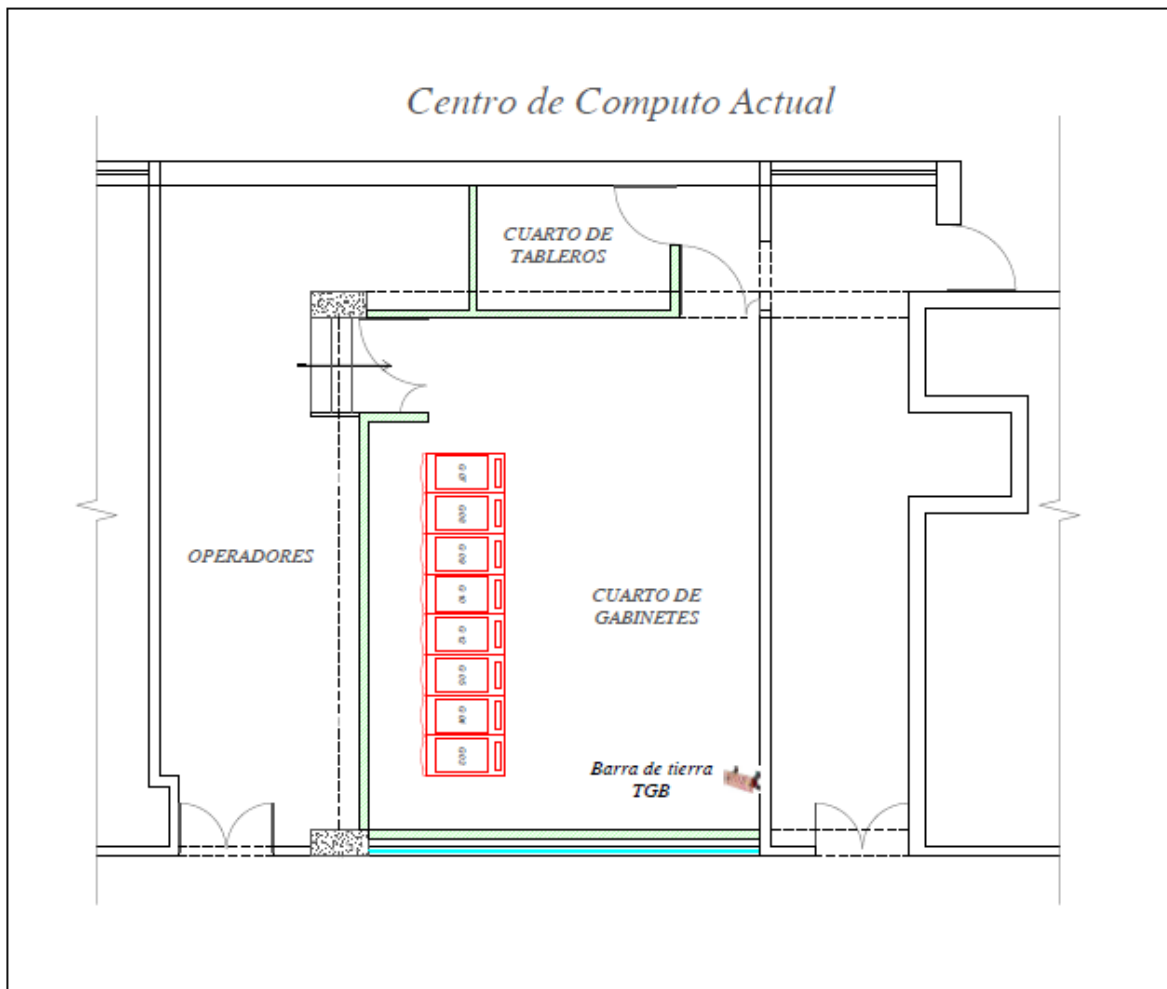 Centro de Computo Actual
CUARTO DE
TABLEROS
OPERADORES
CUARTO DE
GABINETES
Barra de tierra
TGB